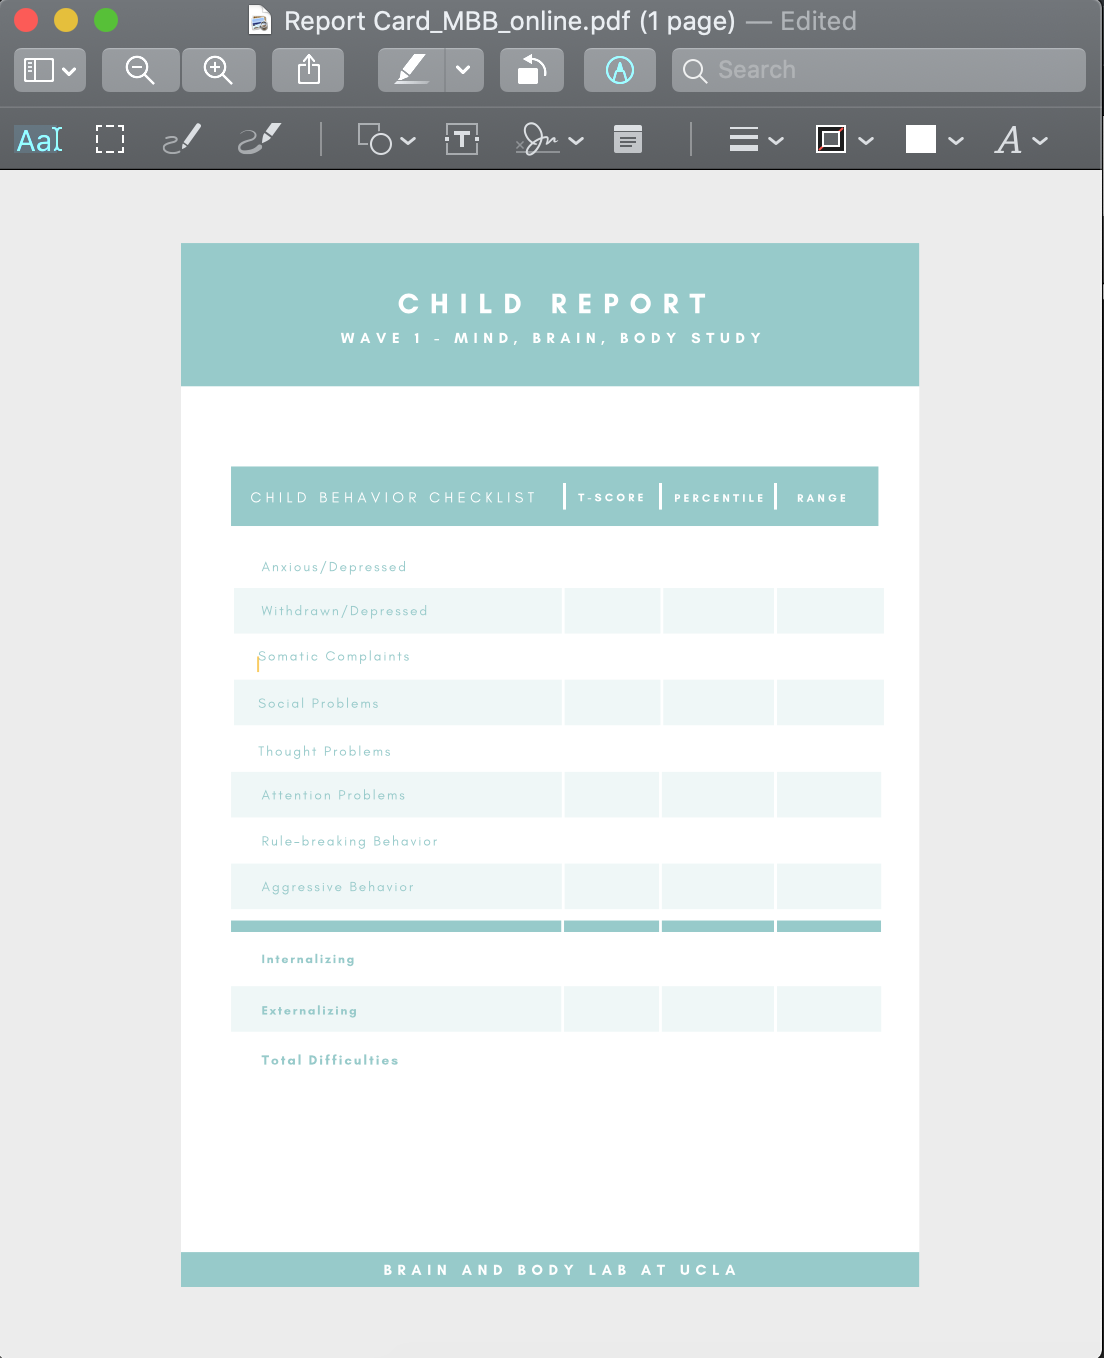 Report Card_MBB_online.pdf (1 page) — Edited
Search
Aa
T
A
CHILD REPORT
WAVE 1 - MIND, BRAIN, BODY STUDY
CHILD BEHAVIOR CHECKLIST T-SCORE PERCENTILE RANGE
Anxious/Depressed
Withdrawn/Depressed
Somatic Complaints
Social Problems
Thought Problems
Attention Problems
Rule-breaking Behavior
Aggressive Behavior
Internalizing
Externalizing
Total Difficulties
BRAIN AND BODY LAB AT UCLA